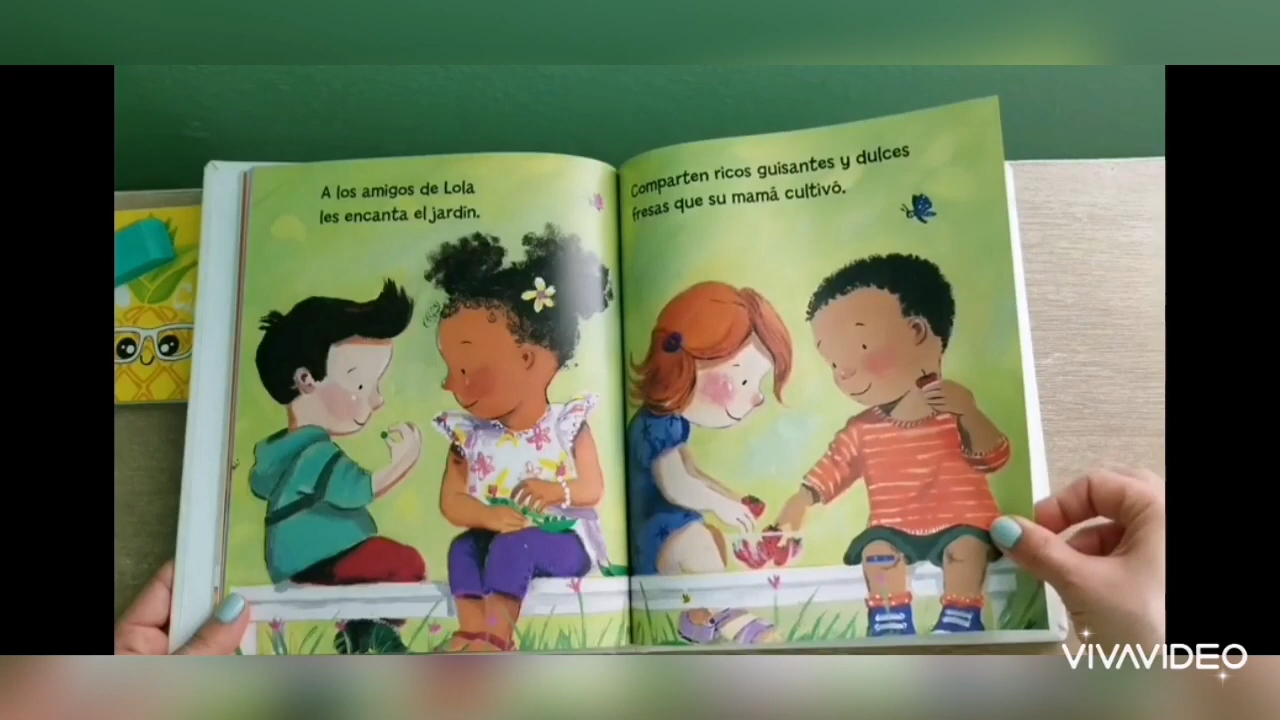 A los amigos de Lola
les encanta el jardín.
Comparten ricos guisantes y dulces
fresas que su mamá cultivó.
VIVAVIDEO